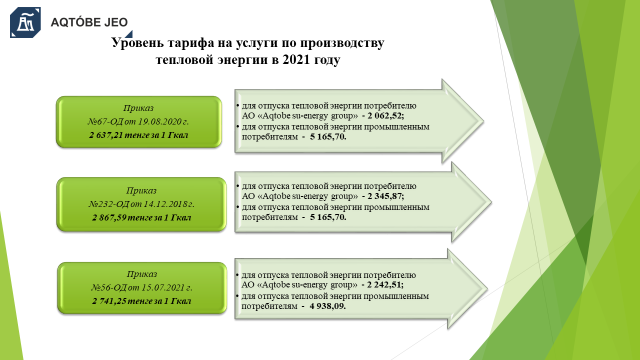 AQTÓBE JEO
Уровень тарифа на услуги по производству
тепловой энергии в 2021 году
Приказ
№67-ОД от 19.08.2020 г.
2 637,21 тенге за 1 Гкал
• для отпуска тепловой энергии потребителю
АО «Aqtobe su-energy group» - 2 062,52;
• для отпуска тепловой энергии промышленным
потребителям - 5 165,70.
Приказ
№232-ОД от 14.12.2018 г.
2 867,59 тенге за 1 Гкал
• для отпуска тепловой энергии потребителю
АО «Aqtobe su-energy group» - 2 345,87;
• для отпуска тепловой энергии промышленным
потребителям - 5 165,70.
Приказ
№56-ОД от 15.07.2021 г.
2 741,25 тенге за 1 Гкал
• для отпуска тепловой энергии потребителю
АО «Aqtobe su-energy group» - 2 242,51;
• для отпуска тепловой энергии промышленным
потребителям - 4 938,09.